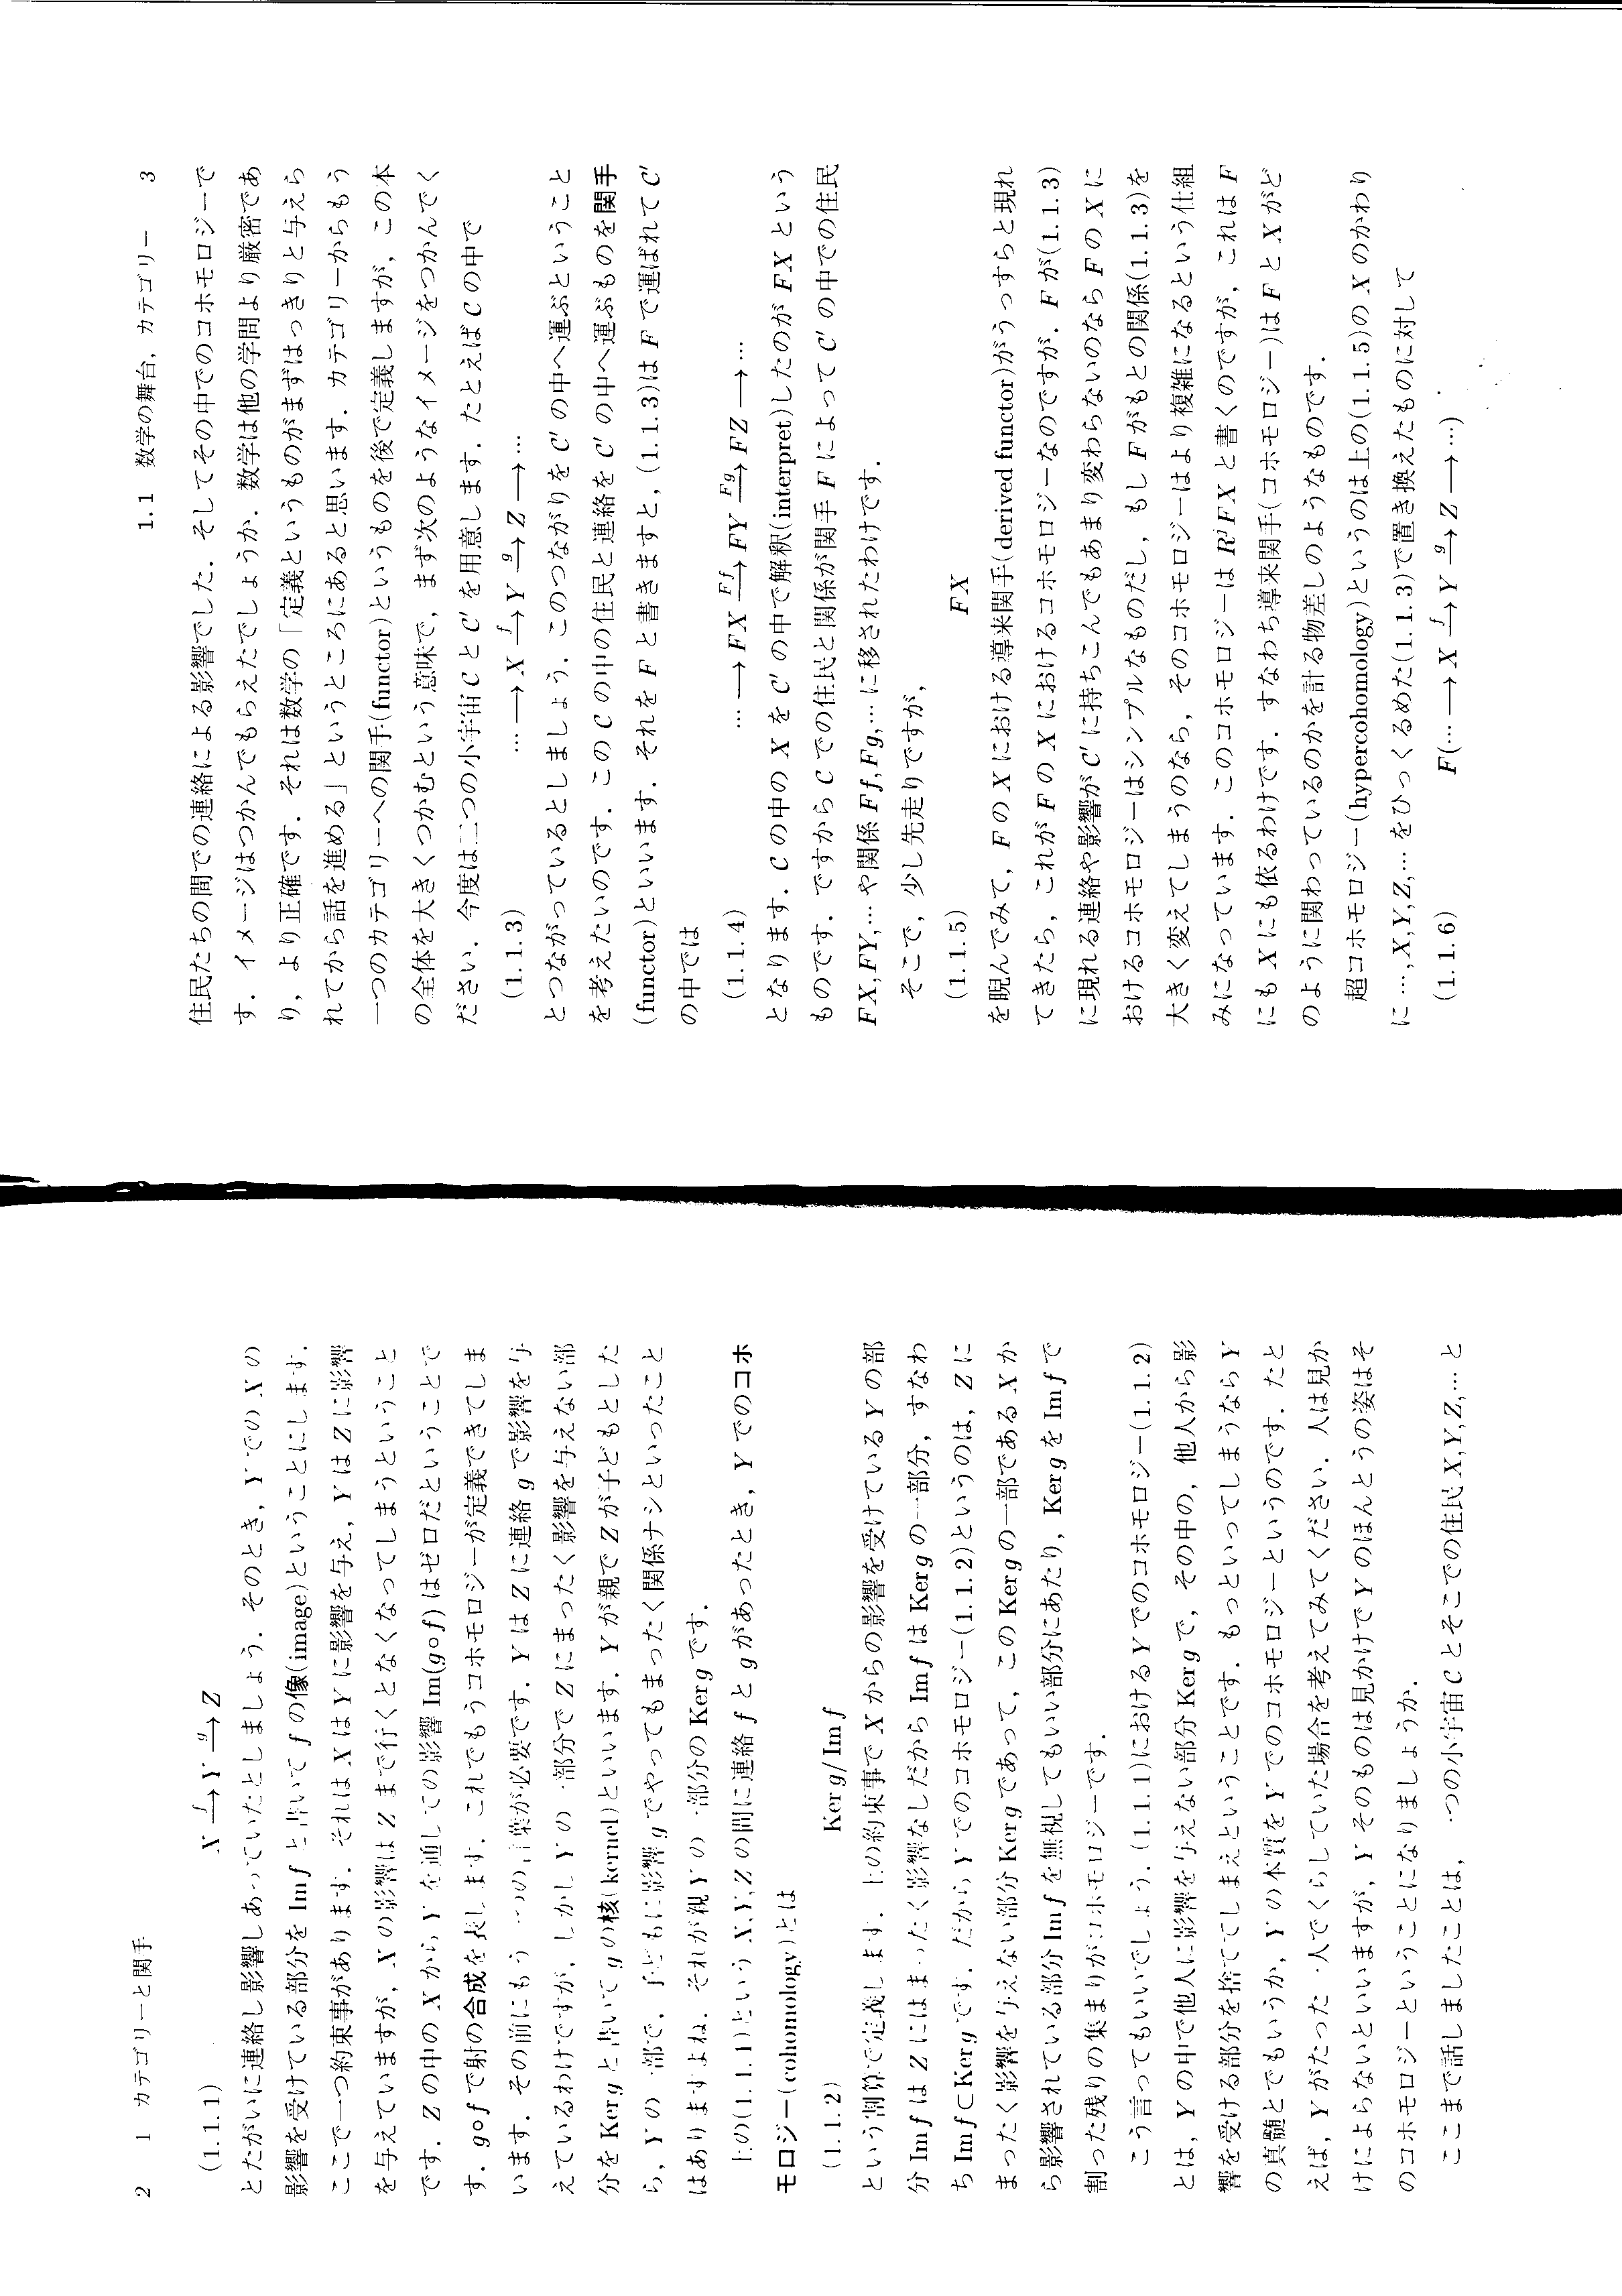 2　1　カテゴリーと関手
(1.1.1)　X →f Y →g Z
とたがいに連絡し影響しあっていたとしましょう．そのとき，Y での X の
影響を受けている部分を Im f と書いて f の像(image)ということにします．
ここで一つ約束事があります．それは X は Y に影響を与え，Y は Z に影響
を与えていますが，X の影響は Z まで行くとなくなってしまうということ
です．Z の中の X から Y を通しての影響 Im(g∘f) はゼロだということで
す．g∘f で射の合成を表します．これでもうコホモロジーが定義できてしま
います．その前にもう一つの言葉が必要です．Y は Z に連絡 g で影響を与
えているわけですが，しかし Y の一部分で Z にまったく影響を与えない部
分を Ker g と書いて g の核(kernel)といいます．Y が親で Z が子どもとした
ら，Y の一部で，子どもに影響 g でやってもまったく関係ナシといったこと
はありますよね．それが親 Y の一部分の Ker g です．
上の(1.1.1)という X, Y, Z の間に連絡 f と g があったとき，Y でのコホ
モロジー(cohomology)とは
(1.1.2)　Ker g/Im f
という割算で定義します．上の約束事で X からの影響を受けている Y の部
分 Im f は Z にはまったく影響なしだから Im f は Ker g の一部分，すなわ
ち Im f⊂Ker g です．だから Y でのコホモロジー(1.1.2)というのは，Z に
まったく影響を与えない部分 Ker g であって，この Ker g の一部である X か
ら影響されている部分 Im f を無視してもいい部分にあたり，Ker g を Im f で
割った残りの集まりがコホモロジーです．
こう言ってもいいでしょう．(1.1.1)における Y でのコホモロジー(1.1.2)
とは，Y の中で他人に影響を与えない部分 Ker g で，その中の，他人から影
響を受ける部分を捨ててしまえということです．もっといってしまうなら Y
の真髄とでもいうか，Y の本質を Y でのコホモロジーというのです．たと
えば，Y がたった一人でくらしていた場合を考えてみてください．人は見か
けによらないといいますが，Y そのものは見かけで Y のほんとうの姿はそ
のコホモロジーということになりましょうか．
ここまで話しましたことは，一つの小宇宙 C とそこでの住民 X, Y, Z, … と
1.1　数学の舞台，カテゴリー　3
住民たちの間での連絡による影響でした．そしてその中でのコホモロジーで
す．イメージはつかんでもらえたでしょうか．数学は他の学問より厳密であ
り，より正確です．それは数学の「定義というものがまずはっきりと与えら
れてから話を進める」というところにあると思います．カテゴリーからもう
一つのカテゴリーへの関手(functor)というものを後で定義しますが，この本
の全体を大きくつかむという意味で，まず次のようなイメージをつかんでく
ださい．今度は二つの小宇宙 C と C′ を用意します．たとえば C の中で
(1.1.3)　… ⟶ X →f Y →g Z ⟶ …
とつながっているとしましょう．このつながりを C′ の中へ運ぶということ
を考えたいのです．この C の中の住民と連絡を C′ の中へ運ぶものを関手
(functor)といいます．それを F と書きますと，(1.1.3)は F で運ばれて C′
の中では
(1.1.4)　… ⟶ FX →Ff FY →Fg FZ ⟶ …
となります．C の中の X を C′ の中で解釈(interpret)したのが FX という
ものです．ですから C での住民と関係が関手 F によって C′ の中での住民
FX, FY, … や関係 Ff, Fg, … に移されたわけです．
そこで，少し先走りですが，
(1.1.5)　FX
を睨んでみて，F の X における導来関手(derived functor)がうっすらと現れ
てきたら，これが F の X におけるコホモロジーなのですが，F が(1.1.3)
に現れる連絡や影響が C′ に持ちこんでもあまり変わらないのなら F の X に
おけるコホモロジーはシンプルなものだし，もし F がもとの関係(1.1.3)を
大きく変えてしまうのなら，そのコホモロジーはより複雑になるという仕組
みになっています．このコホモロジーは RʲFX と書くのですが，これは F
にも X にも依るわけです．すなわち導来関手(コホモロジー)は F と X がど
のように関わっているのかを計る物差しのようなものです．
超コホモロジー(hypercohomology)というのは上の(1.1.5)の X のかわり
に …, X, Y, Z, … をひっくるめた(1.1.3)で置き換えたものに対して
(1.1.6)　F(… ⟶ X →f Y →g Z ⟶ …)